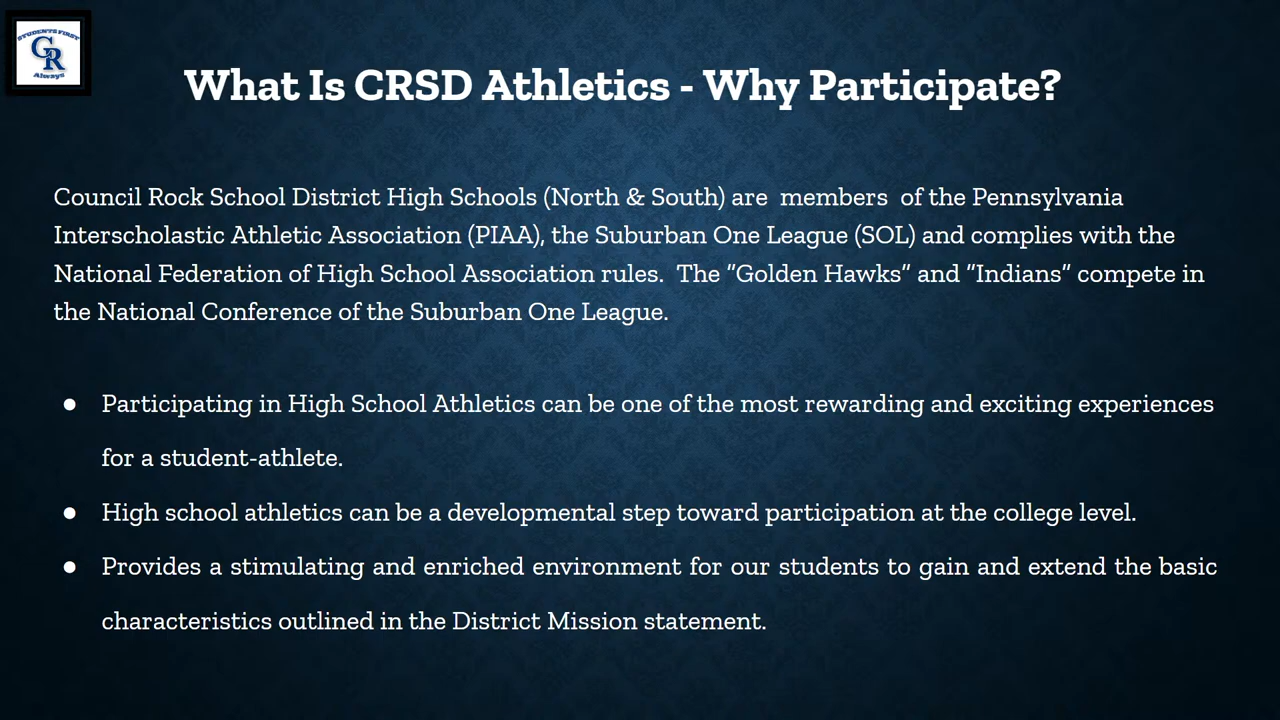 STUDENTS FIRST
CR
Always
What Is CRSD Athletics - Why Participate?
Council Rock School District High Schools (North & South) are  members  of the Pennsylvania
Interscholastic Athletic Association (PIAA), the Suburban One League (SOL) and complies with the
National Federation of High School Association rules.  The "Golden Hawks" and "Indians" compete in
the National Conference of the Suburban One League.
● Participating in High School Athletics can be one of the most rewarding and exciting experiences
for a student-athlete.
● High school athletics can be a developmental step toward participation at the college level.
● Provides a stimulating and enriched environment for our students to gain and extend the basic
characteristics outlined in the District Mission statement.